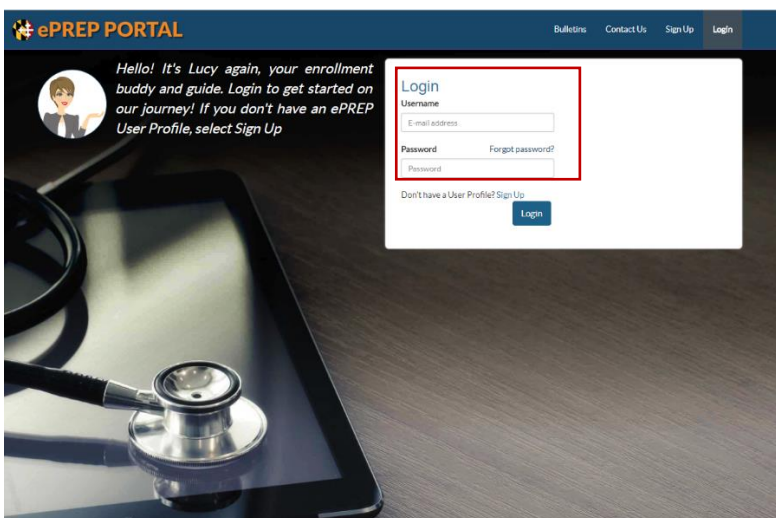 ePREP PORTAL
Bulletins Contact Us Sign Up Login
Hello! It's Lucy again, your enrollment
buddy and guide. Login to get started on
our journey! If you don't have an ePREP
User Profile, select Sign Up
Login
Username
E-mail address
Password Forgot password?
Password
Don't have a User Profile? Sign Up
Login